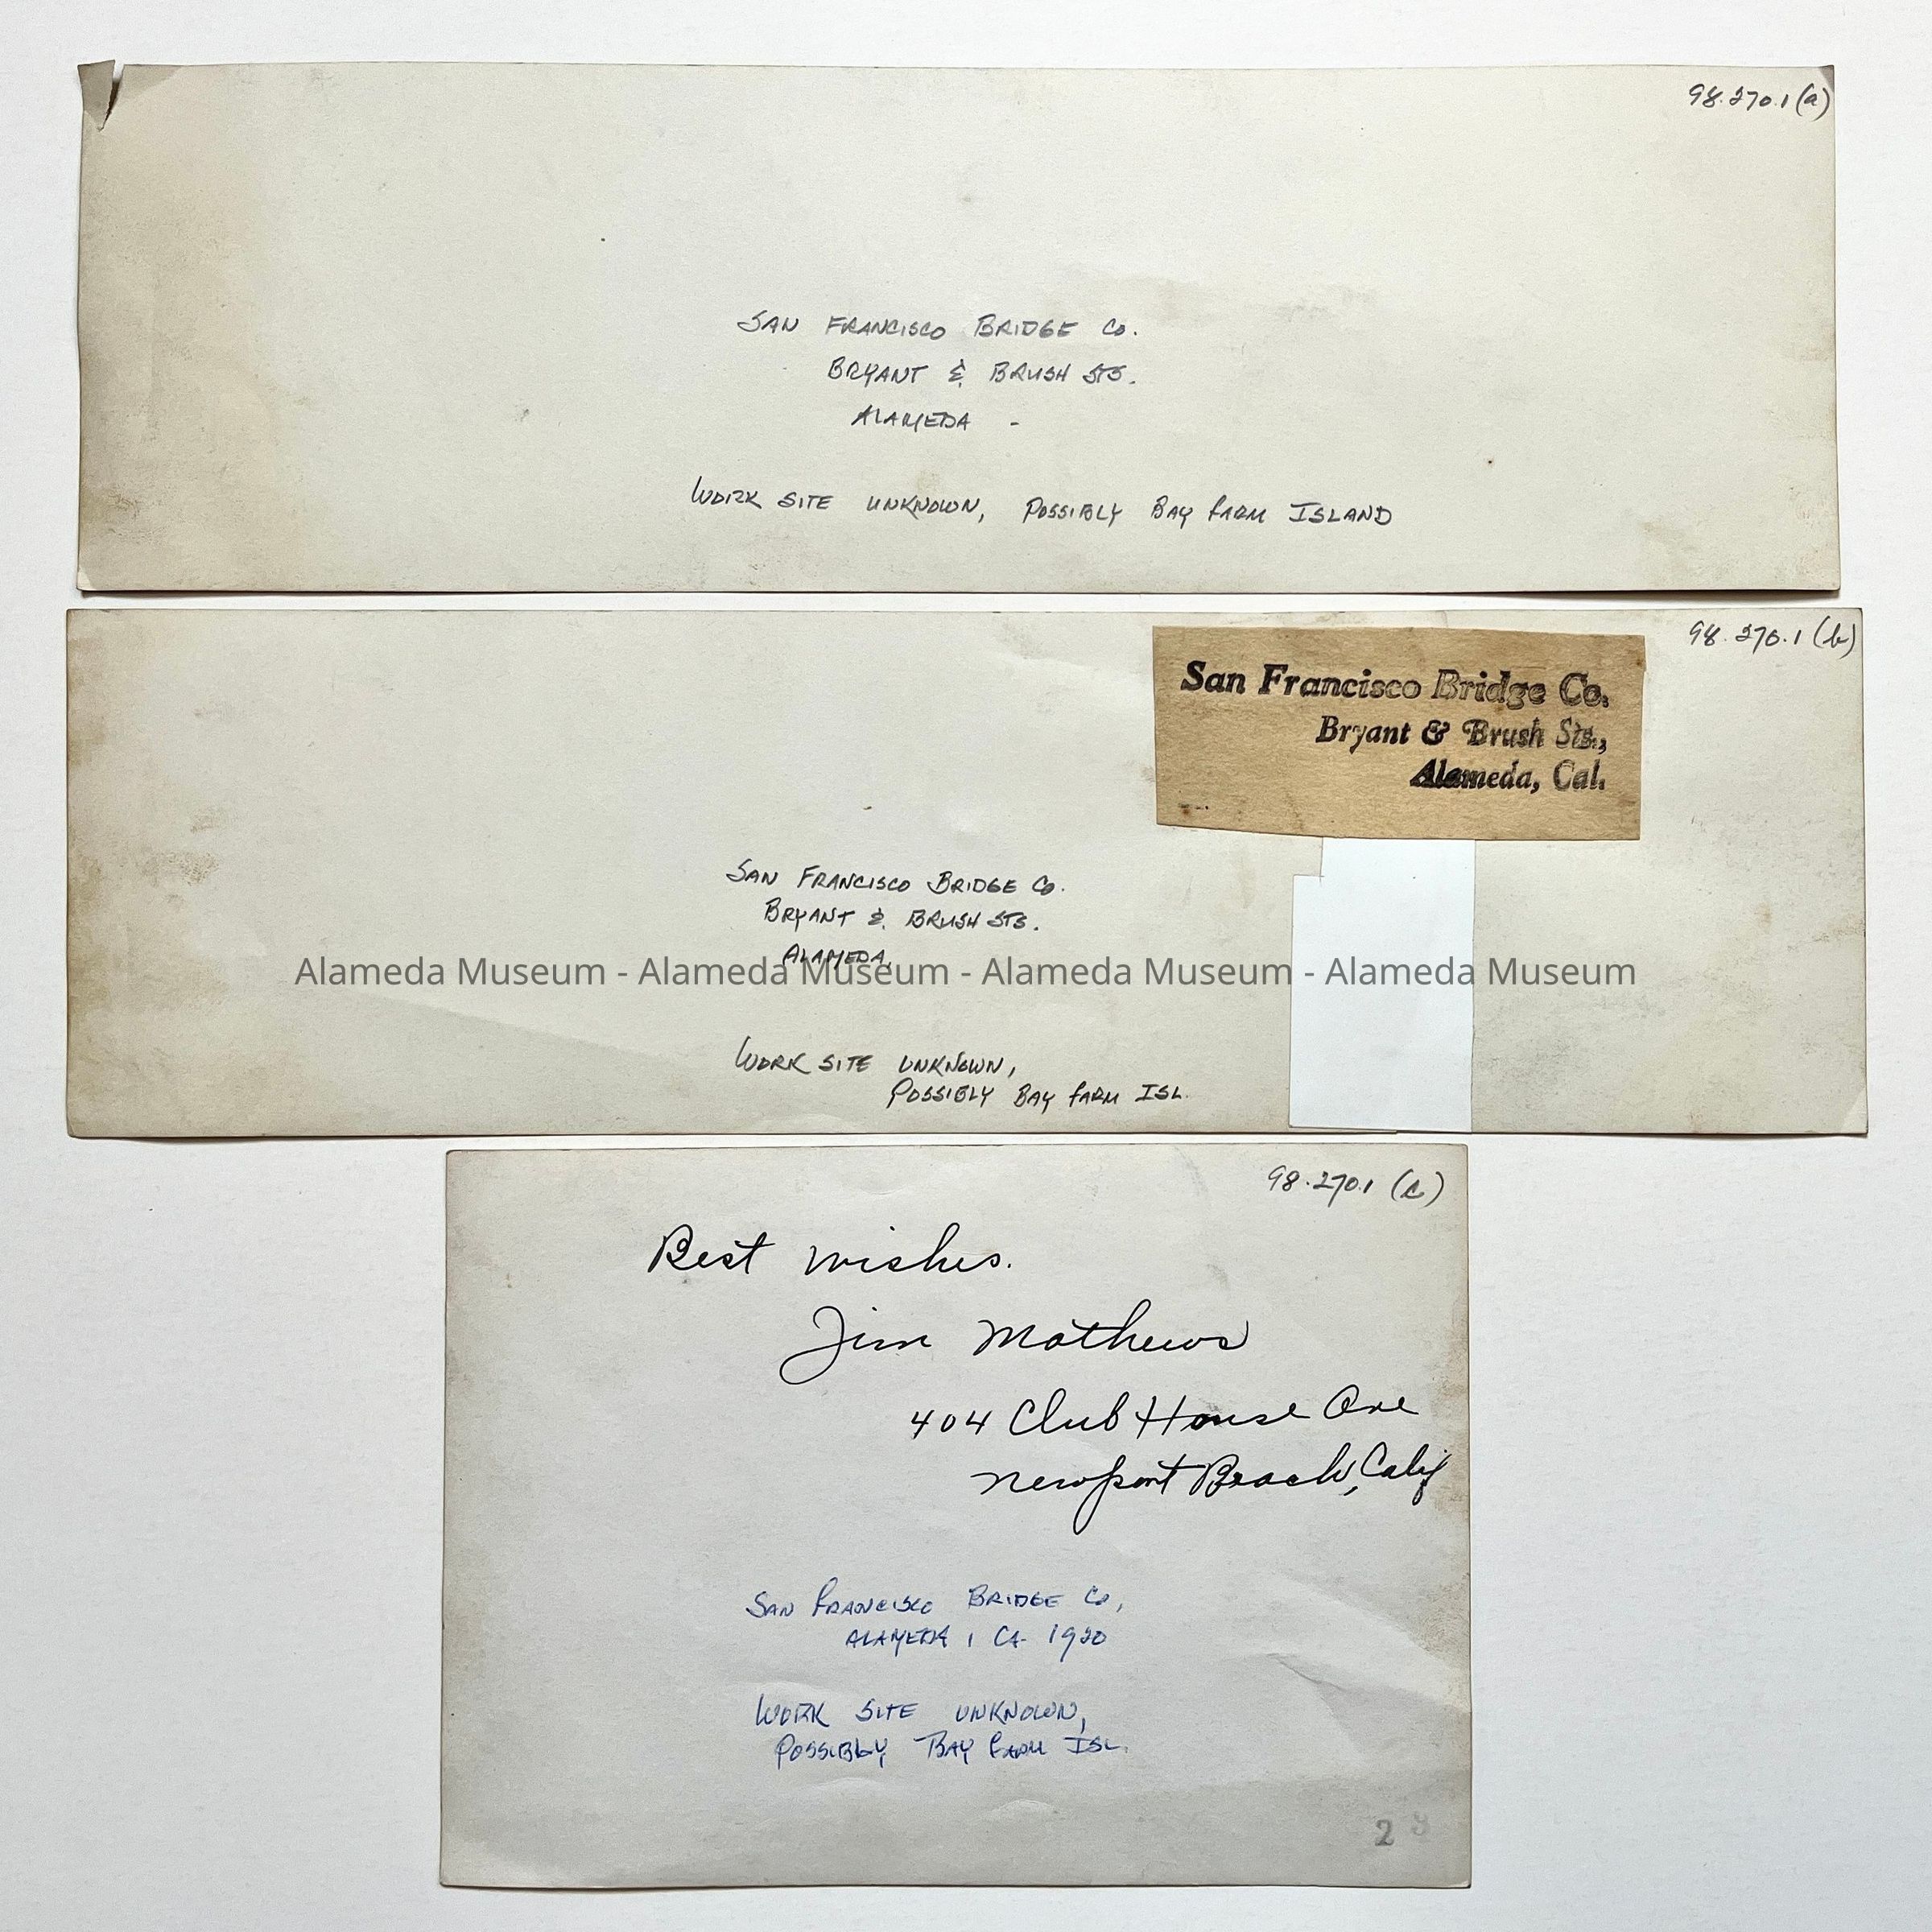 98.270.1 (a)
SAN FRANCISCO BRIDGE Co.
BRYANT & BRUSH STS.
ALAMEDA -
WORK SITE UNKNOWN, POSSIBLY BAY FARM ISLAND
98.270.1 (b)
San Francisco Bridge Co.
Bryant & Brush Sts.,
Alameda, Cal.
SAN FRANCISCO BRIDGE Co.
BRYANT & BRUSH STS.
ALAMEDA,
Alameda Museum - Alameda Museum - Alameda Museum - Alameda Museum
WORK SITE UNKNOWN,
POSSIBLY BAY FARM ISL.
98.270.1 (c)
Best wishes.
Jim Mathews
404 Club House Ave
Newport Beach, Calif
SAN FRANCISCO BRIDGE Co,
ALAMEDA, CA- 1920
WORK SITE UNKNOWN,
POSSIBLY BAY FARM ISL.
2